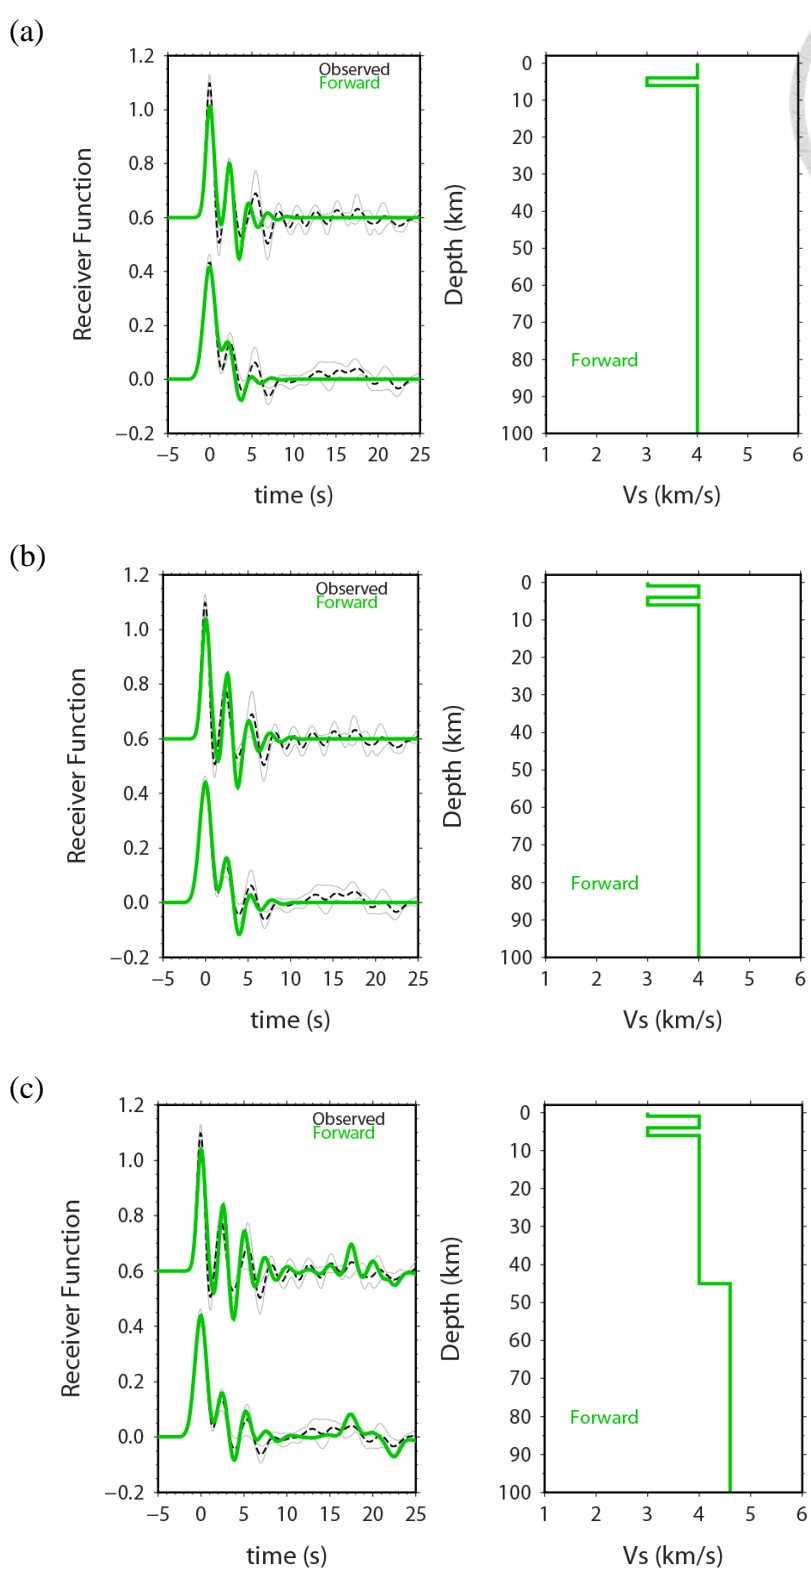 (a)
1.2
1.0
0.8
0.6
0.4
0.2
0.0
−0.2
Receiver Function
Observed
Forward
−5 0 5 10 15 20 25
time (s)
0
10
20
30
40
50
60
70
80
90
100
Depth (km)
Forward
1 2 3 4 5 6
Vs (km/s)
(b)
1.2
1.0
0.8
0.6
0.4
0.2
0.0
−0.2
Receiver Function
Observed
Forward
−5 0 5 10 15 20 25
time (s)
0
10
20
30
40
50
60
70
80
90
100
Depth (km)
Forward
1 2 3 4 5 6
Vs (km/s)
(c)
1.2
1.0
0.8
0.6
0.4
0.2
0.0
−0.2
Receiver Function
Observed
Forward
−5 0 5 10 15 20 25
time (s)
0
10
20
30
40
50
60
70
80
90
100
Depth (km)
Forward
1 2 3 4 5 6
Vs (km/s)